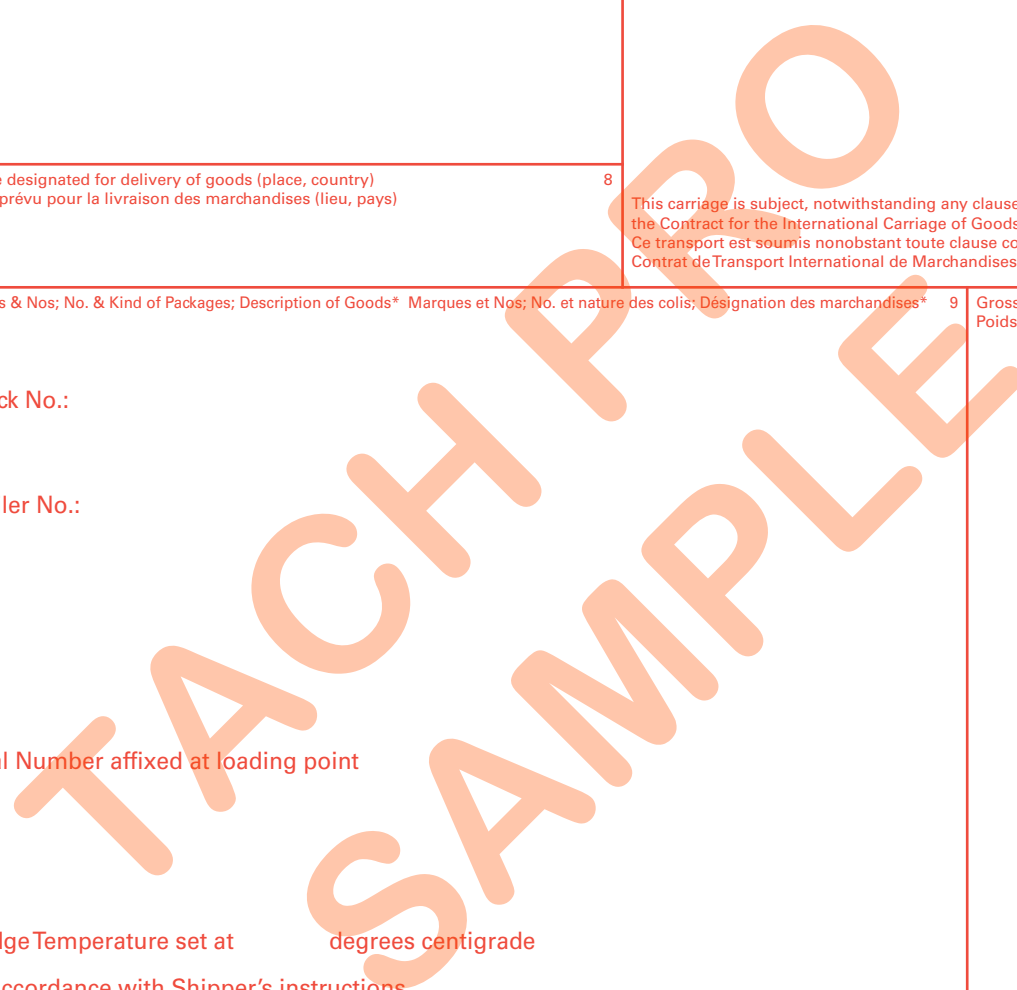 designated for delivery of goods (place, country) 8
prévu pour la livraison des marchandises (lieu, pays)
This carriage is subject, notwithstanding any clause
the Contract for the International Carriage of Goods
Ce transport est soumis nonobstant toute clause co
Contrat de Transport International de Marchandises
s & Nos; No. & Kind of Packages; Description of Goods* Marques et Nos; No. et nature des colis; Désignation des marchandises* 9
Gross
Poids
ck No.:
ler No.:
l Number affixed at loading point
dge Temperature set at degrees centigrade
ccordance with Shipper's instructions
TACH PRO
SAMPLE